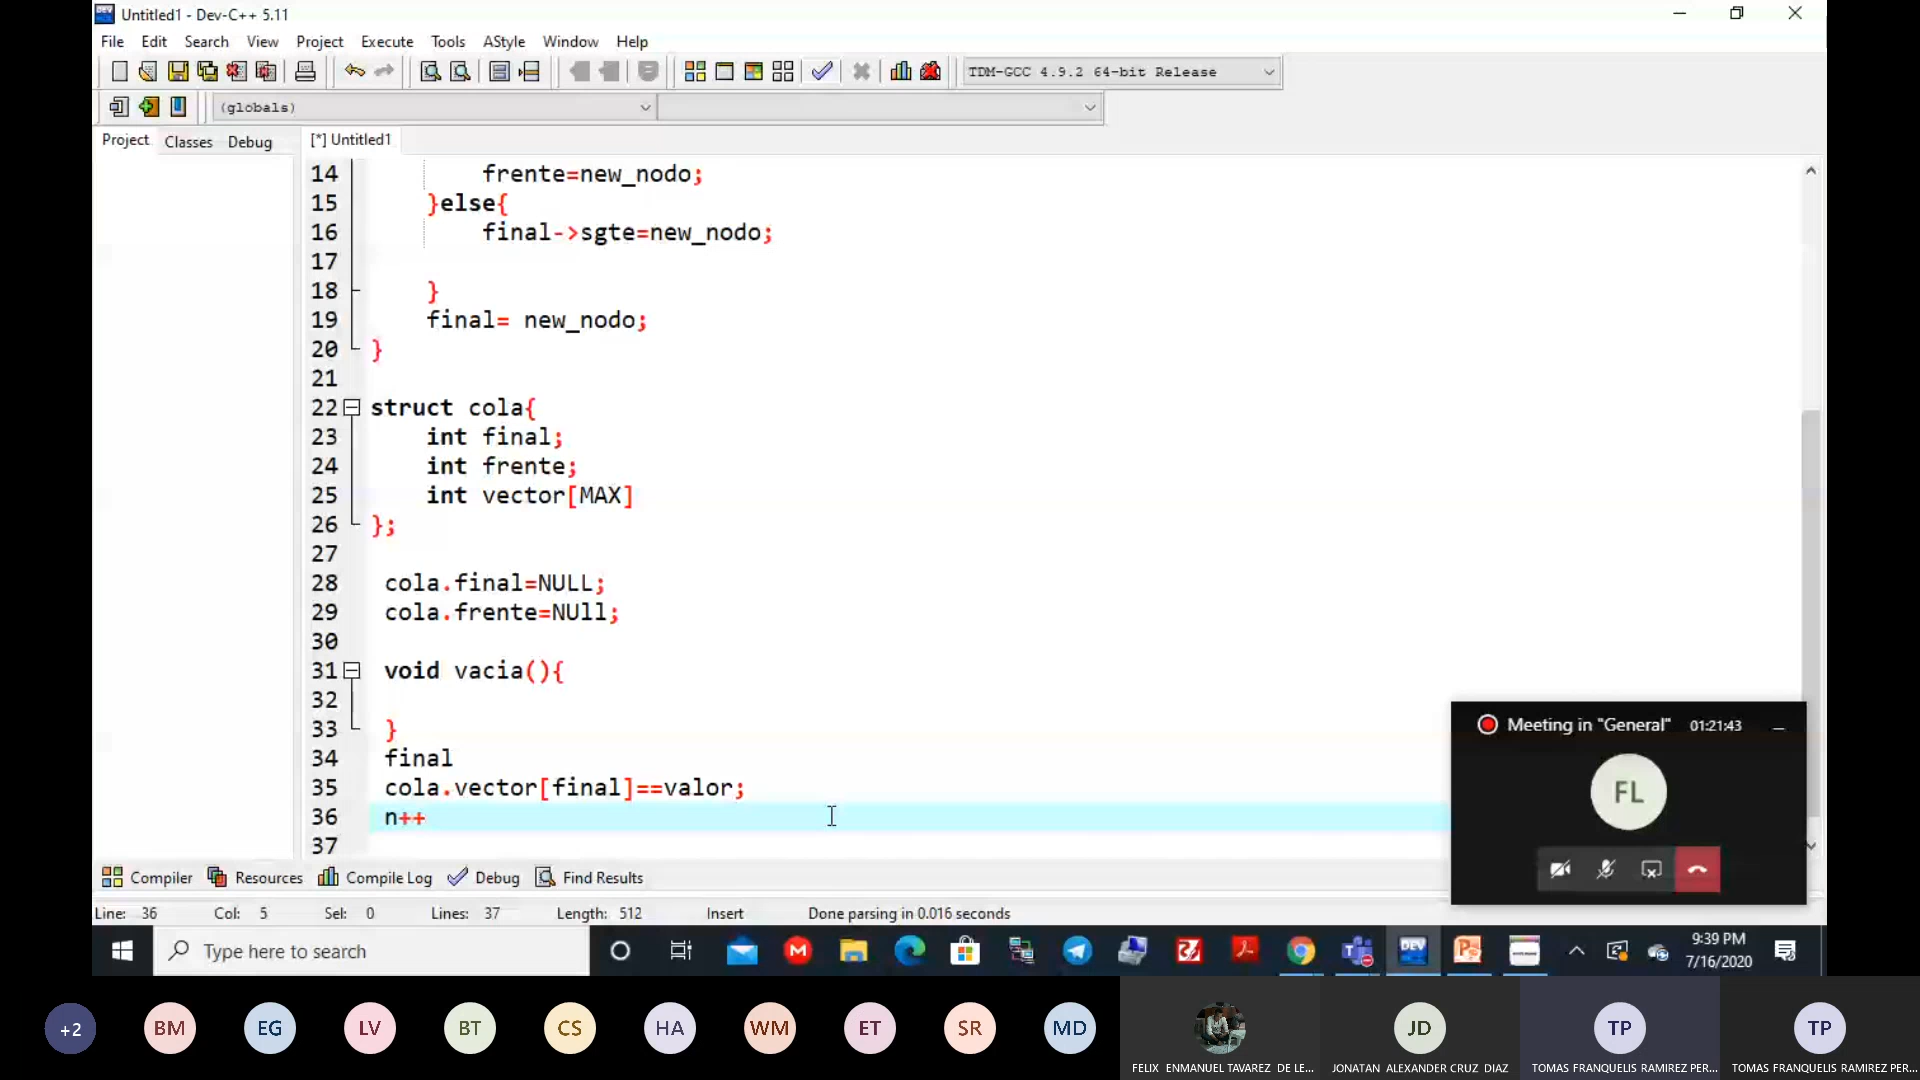 Untitled1 - Dev-C++ 5.11
File Edit Search View Project Execute Tools AStyle Window Help
TDM-GCC 4.9.2 64-bit Release
(globals)
Project Classes Debug
[*] Untitled1
14 frente=new_nodo;
15 }else{
16 final->sgte=new_nodo;
17
18 }
19 final= new_nodo;
20 }
21
22 struct cola{
23 int final;
24 int frente;
25 int vector[MAX]
26 };
27
28 cola.final=NULL;
29 cola.frente=NUll;
30
31 void vacia(){
32
33 }
34 final
35 cola.vector[final]==valor;
36 n++
37
Meeting in "General" 01:21:43
FL
Compiler Resources Compile Log Debug Find Results
Line: 36 Col: 5 Sel: 0 Lines: 37 Length: 512 Insert Done parsing in 0.016 seconds
Type here to search
DEV
9:39 PM
7/16/2020
+2 BM EG LV BT CS HA WM ET SR MD JD TP TP
FELIX ENMANUEL TAVAREZ DE LE... JONATAN ALEXANDER CRUZ DIAZ TOMAS FRANQUELIS RAMIREZ PER... TOMAS FRANQUELIS RAMIREZ PER...